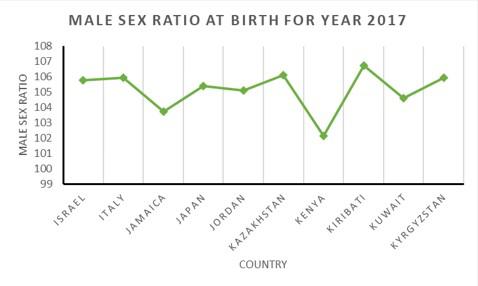 MALE SEX RATIO AT BIRTH FOR YEAR 2017
MALE SEX RATIO
108
107
106
105
104
103
102
101
100
99
ISRAEL
ITALY
JAMAICA
JAPAN
JORDAN
KAZAKHSTAN
KENYA
KIRIBATI
KUWAIT
KYRGYZSTAN
COUNTRY